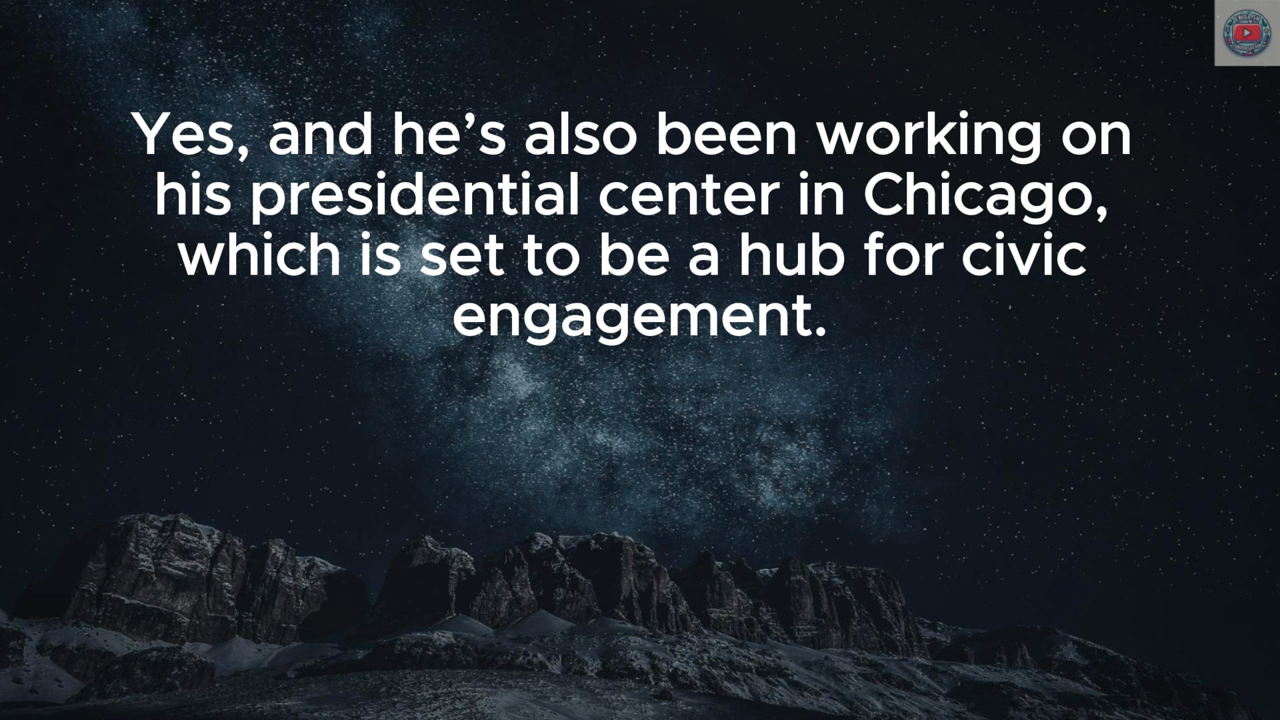 Yes, and he’s also been working on
his presidential center in Chicago,
which is set to be a hub for civic
engagement.